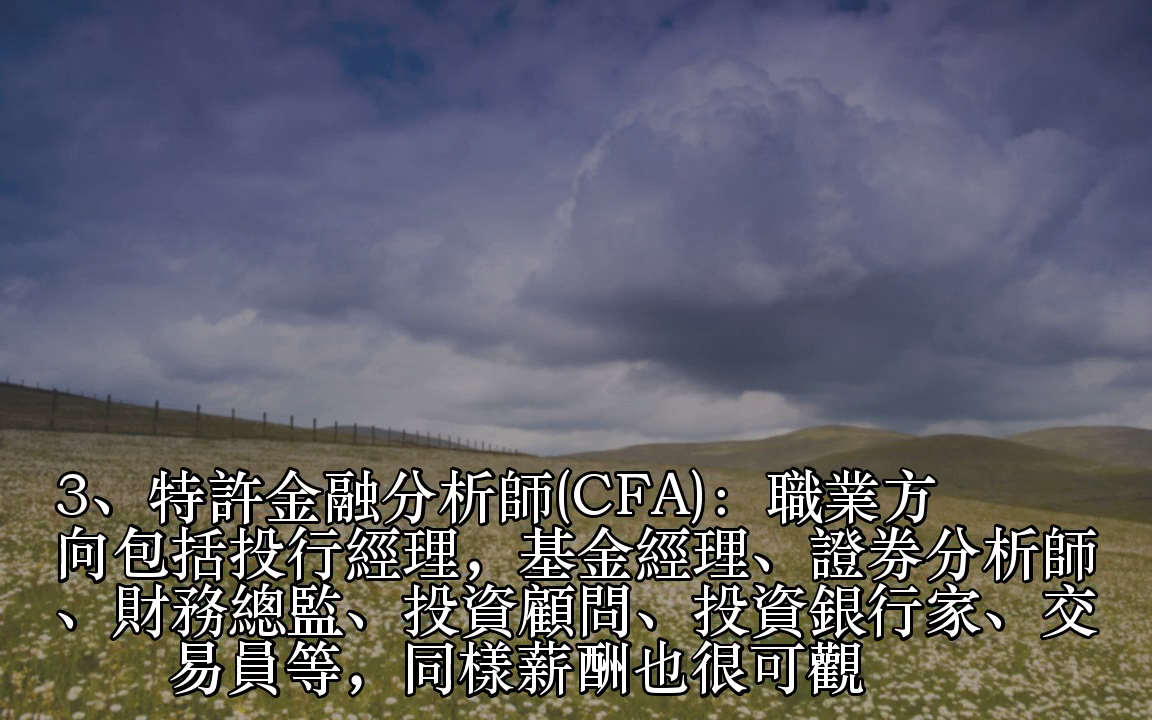 3、特許金融分析師(CFA)：職業方
向包括投行經理，基金經理、證券分析師
、財務總監、投資顧問、投資銀行家、交
易員等，同樣薪酬也很可觀